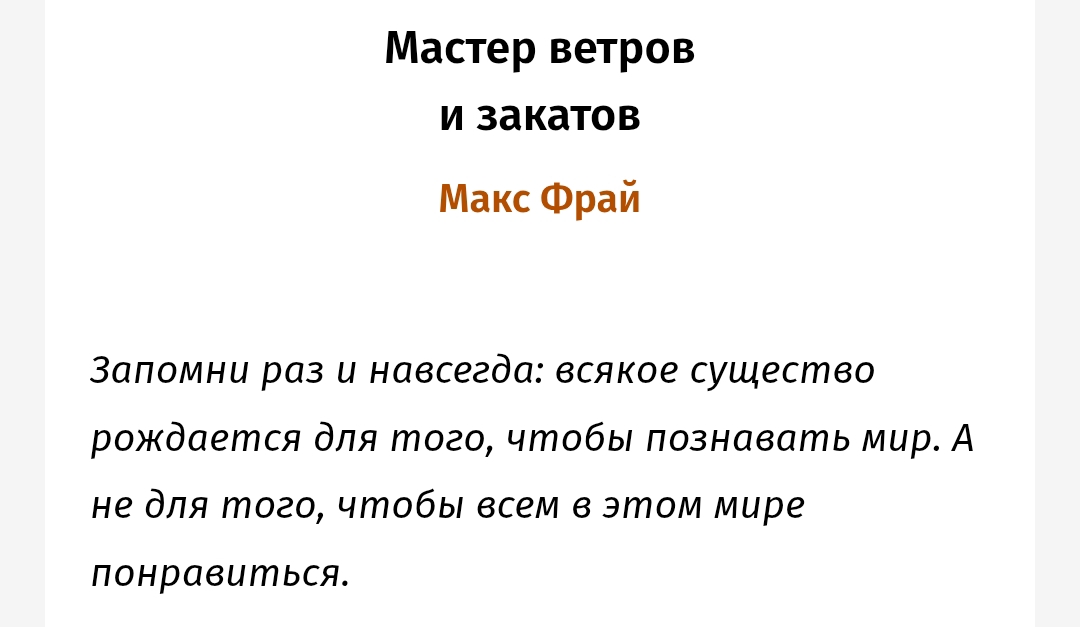 Мастер ветров
и закатов
Макс Фрай
Запомни раз и навсегда: всякое существо
рождается для того, чтобы познавать мир. А
не для того, чтобы всем в этом мире
понравиться.